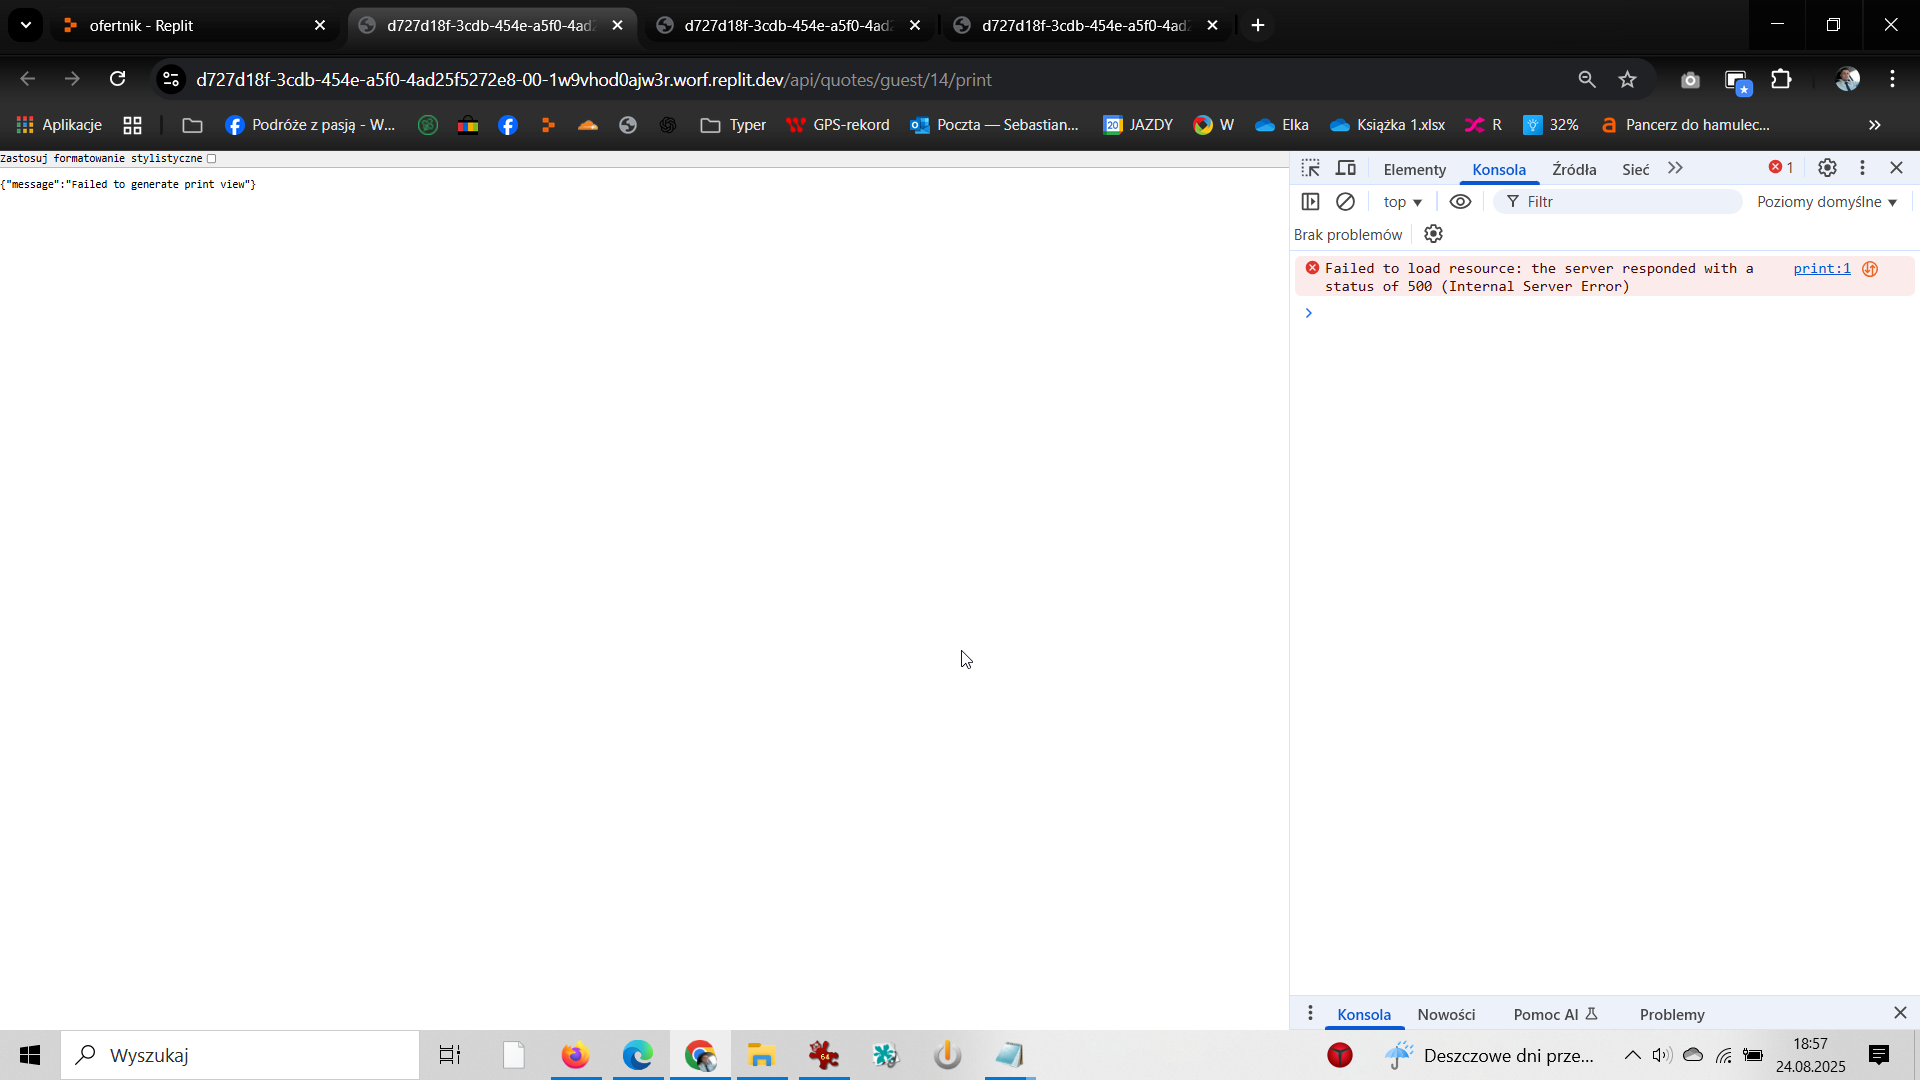 ofertnik - Replit
d727d18f-3cdb-454e-a5f0-4ad2
d727d18f-3cdb-454e-a5f0-4ad2
d727d18f-3cdb-454e-a5f0-4ad2
d727d18f-3cdb-454e-a5f0-4ad25f5272e8-00-1w9vhod0ajw3r.worf.replit.dev/api/quotes/guest/14/print
Aplikacje
Podróże z pasją - W...
Typer
GPS-rekord
Poczta — Sebastian...
20 JAZDY
W
Elka
Książka 1.xlsx
R
32%
a Pancerz do hamulec...
Zastosuj formatowanie stylistyczne
{"message":"Failed to generate print view"}
Elementy
Konsola
Źródła
Sieć
1
top
Filtr
Poziomy domyślne
Brak problemów
Failed to load resource: the server responded with a
status of 500 (Internal Server Error)
print:1
Konsola
Nowości
Pomoc AI
Problemy
Wyszukaj
64
Deszczowe dni prze...
18:57
24.08.2025